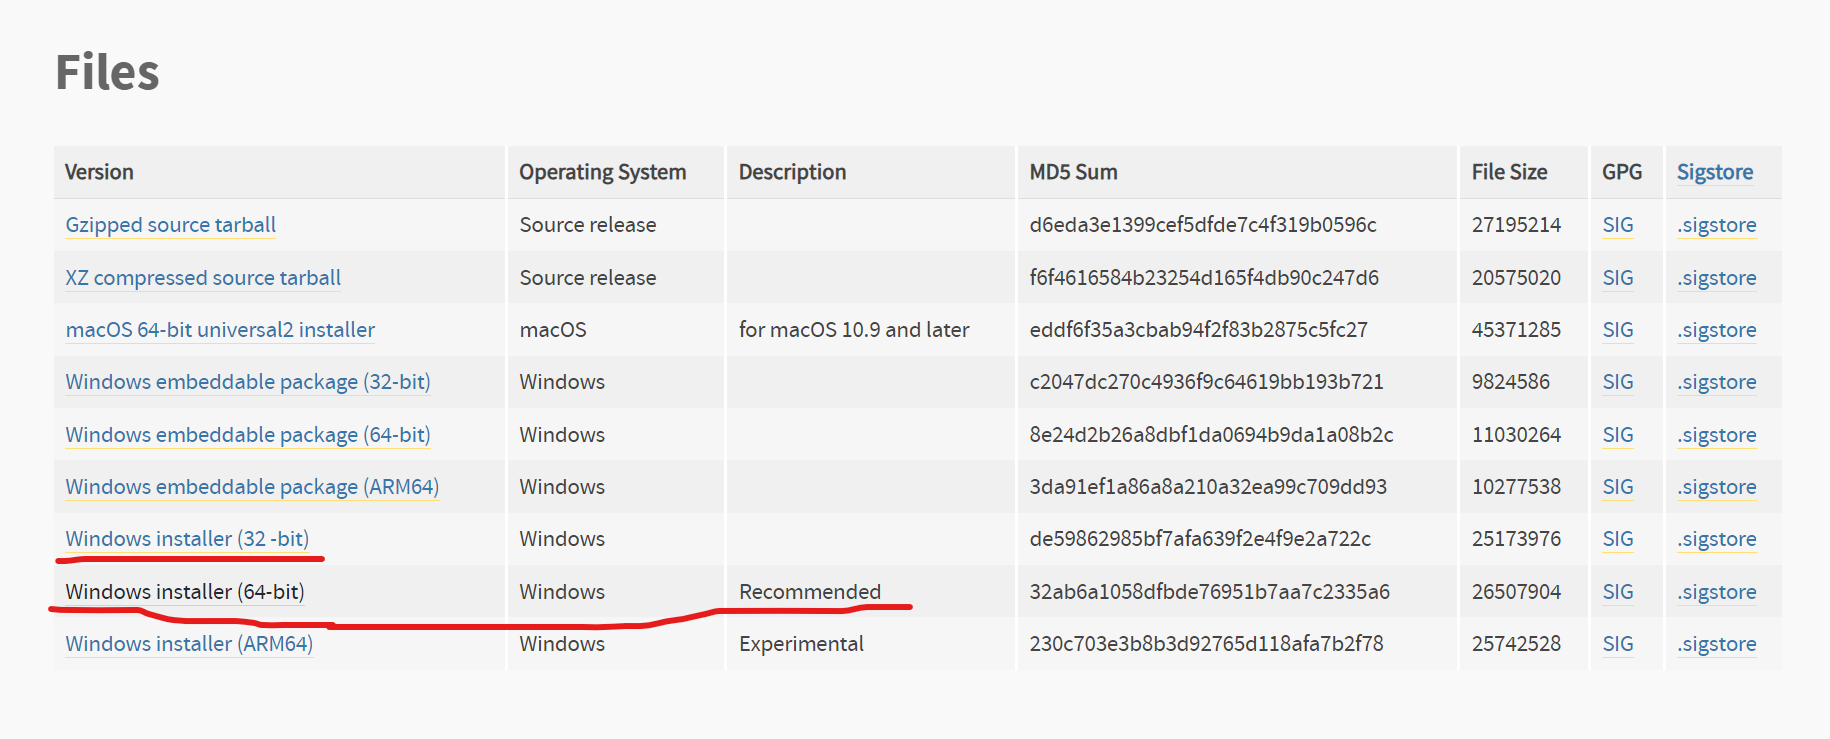 Files
Version Operating System Description MD5 Sum File Size GPG Sigstore
Gzipped source tarball Source release d6eda3e1399cef5dfde7c4f319b0596c 27195214 SIG .sigstore
XZ compressed source tarball Source release f6f4616584b23254d165f4db90c247d6 20575020 SIG .sigstore
macOS 64-bit universal2 installer macOS for macOS 10.9 and later eddf6f35a3cbab94f2f83b2875c5fc27 45371285 SIG .sigstore
Windows embeddable package (32-bit) Windows c2047dc270c4936f9c64619bb193b721 9824586 SIG .sigstore
Windows embeddable package (64-bit) Windows 8e24d2b26a8dbf1da0694b9da1a08b2c 11030264 SIG .sigstore
Windows embeddable package (ARM64) Windows 3da91ef1a86a8a210a32ea99c709dd93 10277538 SIG .sigstore
Windows installer (32 -bit) Windows de59862985bf7afa639f2e4f9e2a722c 25173976 SIG .sigstore
Windows installer (64-bit) Windows Recommended 32ab6a1058dfbde76951b7aa7c2335a6 26507904 SIG .sigstore
Windows installer (ARM64) Windows Experimental 230c703e3b8b3d92765d118afa7b2f78 25742528 SIG .sigstore